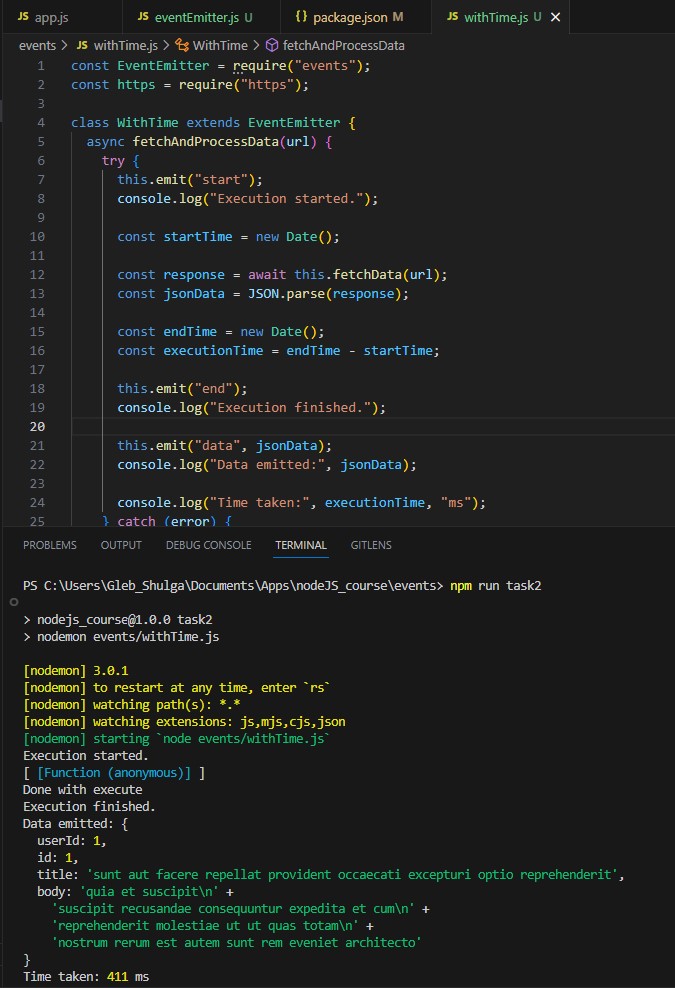 JS app.js JS eventEmitter.js U {} package.json M JS withTime.js U ×
events > JS withTime.js > WithTime > fetchAndProcessData
1 const EventEmitter = require("events");
2 const https = require("https");
3
4 class WithTime extends EventEmitter {
5 async fetchAndProcessData(url) {
6 try {
7 this.emit("start");
8 console.log("Execution started.");
9
10 const startTime = new Date();
11
12 const response = await this.fetchData(url);
13 const jsonData = JSON.parse(response);
14
15 const endTime = new Date();
16 const executionTime = endTime - startTime;
17
18 this.emit("end");
19 console.log("Execution finished.");
20
21 this.emit("data", jsonData);
22 console.log("Data emitted:", jsonData);
23
24 console.log("Time taken:", executionTime, "ms");
25 } catch (error) {
PROBLEMS OUTPUT DEBUG CONSOLE TERMINAL GITLENS
PS C:\Users\Gleb_Shulga\Documents\Apps\nodeJS_course\events> npm run task2
> nodejs_course@1.0.0 task2
> nodemon events/withTime.js
[nodemon] 3.0.1
[nodemon] to restart at any time, enter `rs`
[nodemon] watching path(s): *.*
[nodemon] watching extensions: js,mjs,cjs,json
[nodemon] starting `node events/withTime.js`
Execution started.
[ [Function (anonymous)] ]
Done with execute
Execution finished.
Data emitted: {
userId: 1,
id: 1,
title: 'sunt aut facere repellat provident occaecati excepturi optio reprehenderit',
body: 'quia et suscipit\n' +
'suscipit recusandae consequuntur expedita et cum\n' +
'reprehenderit molestiae ut ut quas totam\n' +
'nostrum rerum est autem sunt rem eveniet architecto'
}
Time taken: 411 ms